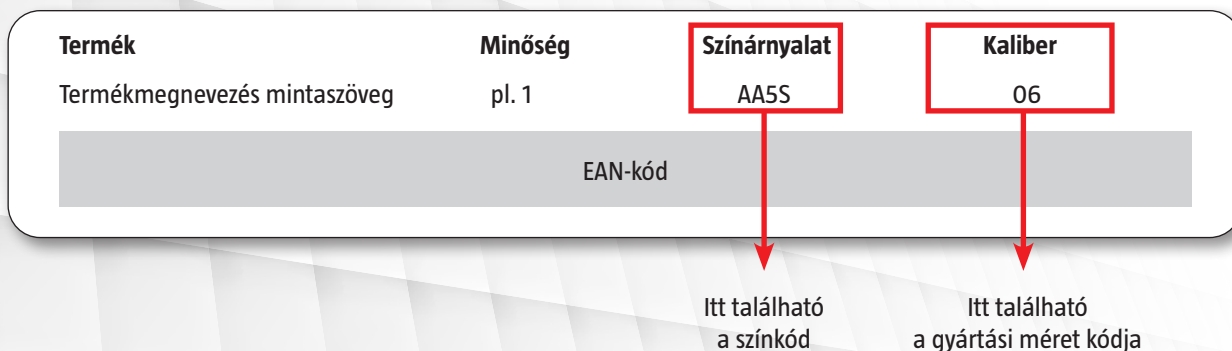 Termék Minőség Színárnyalat Kaliber
Termékmegnevezés mintaszöveg pl. 1 AA5S 06
EAN-kód
Itt található Itt található
a színkód a gyártási méret kódja